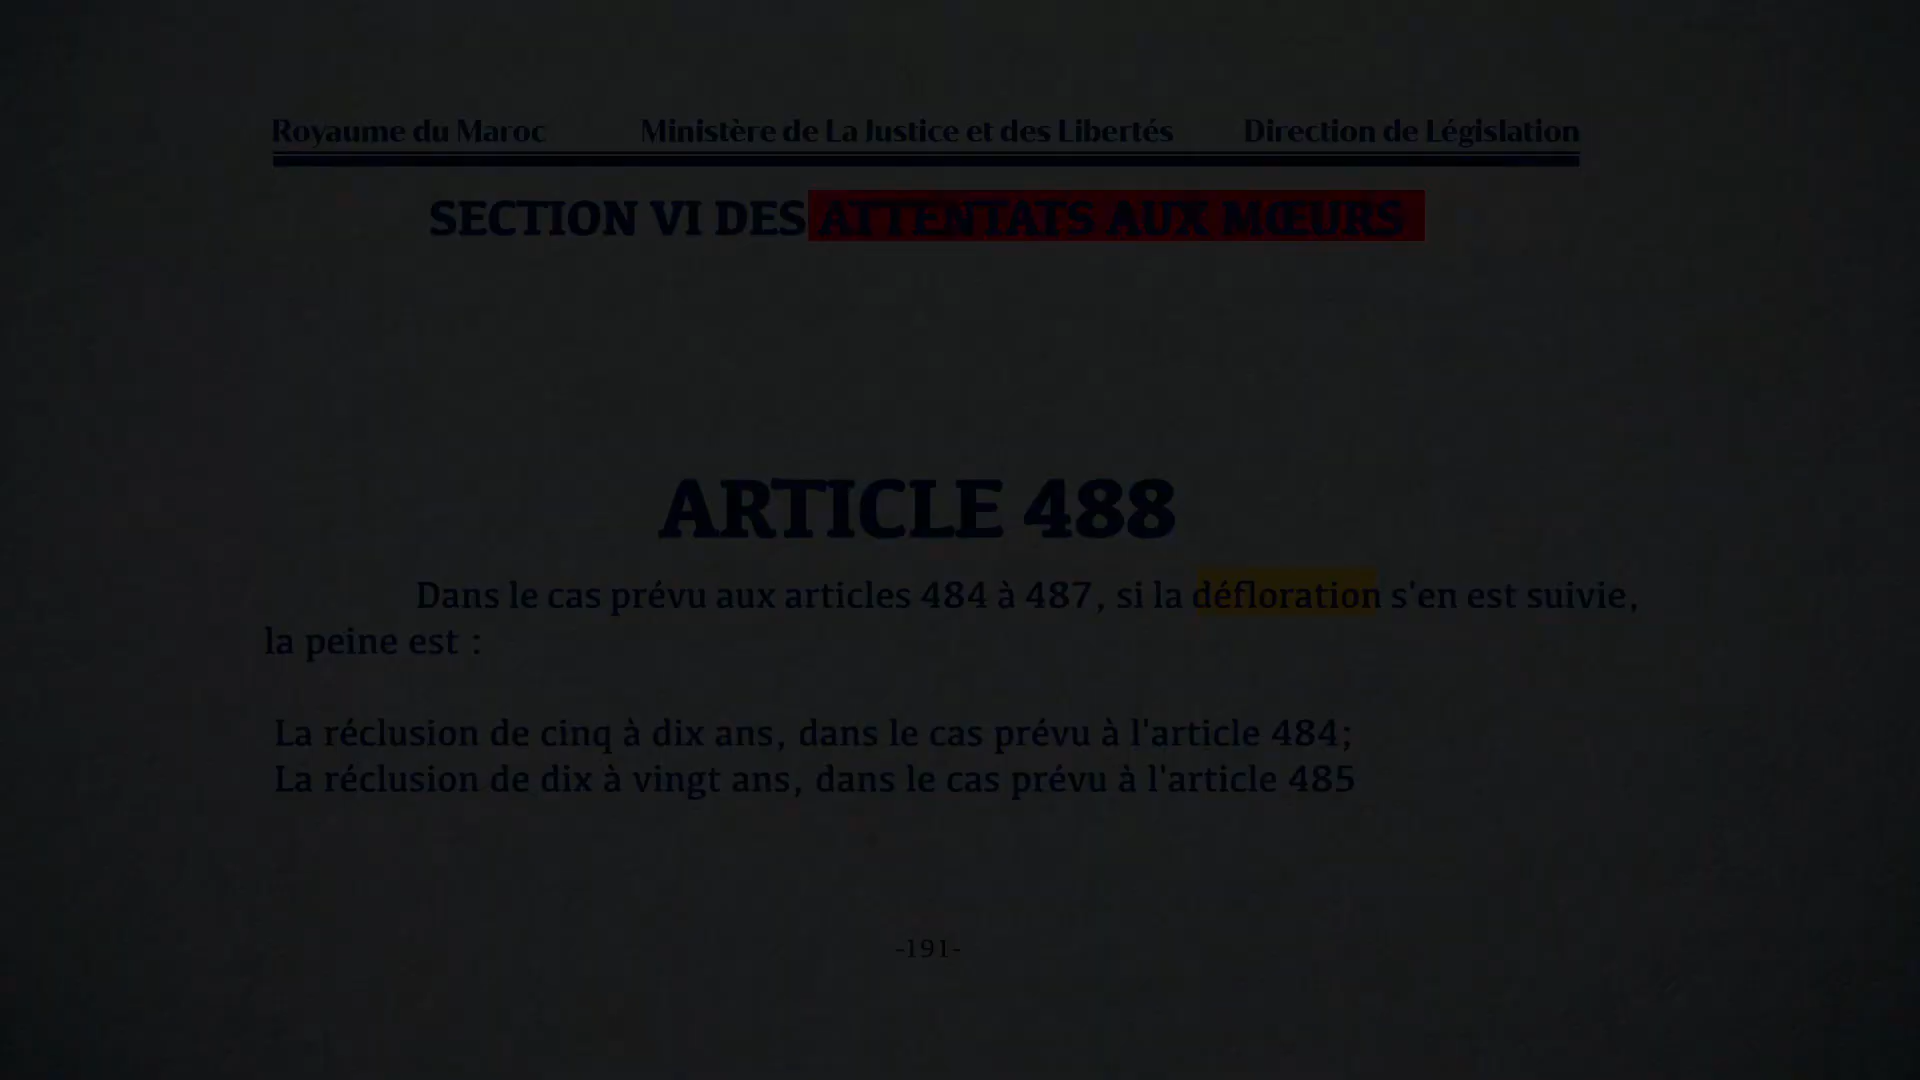 Royaume du Maroc Ministère de La Justice et des Libertés Direction de Législation
SECTION VI DES ATTENTATS AUX MŒURS
ARTICLE 488
Dans le cas prévu aux articles 484 à 487, si la défloration s'en est suivie,
la peine est :
La réclusion de cinq à dix ans, dans le cas prévu à l'article 484;
La réclusion de dix à vingt ans, dans le cas prévu à l'article 485
-191-